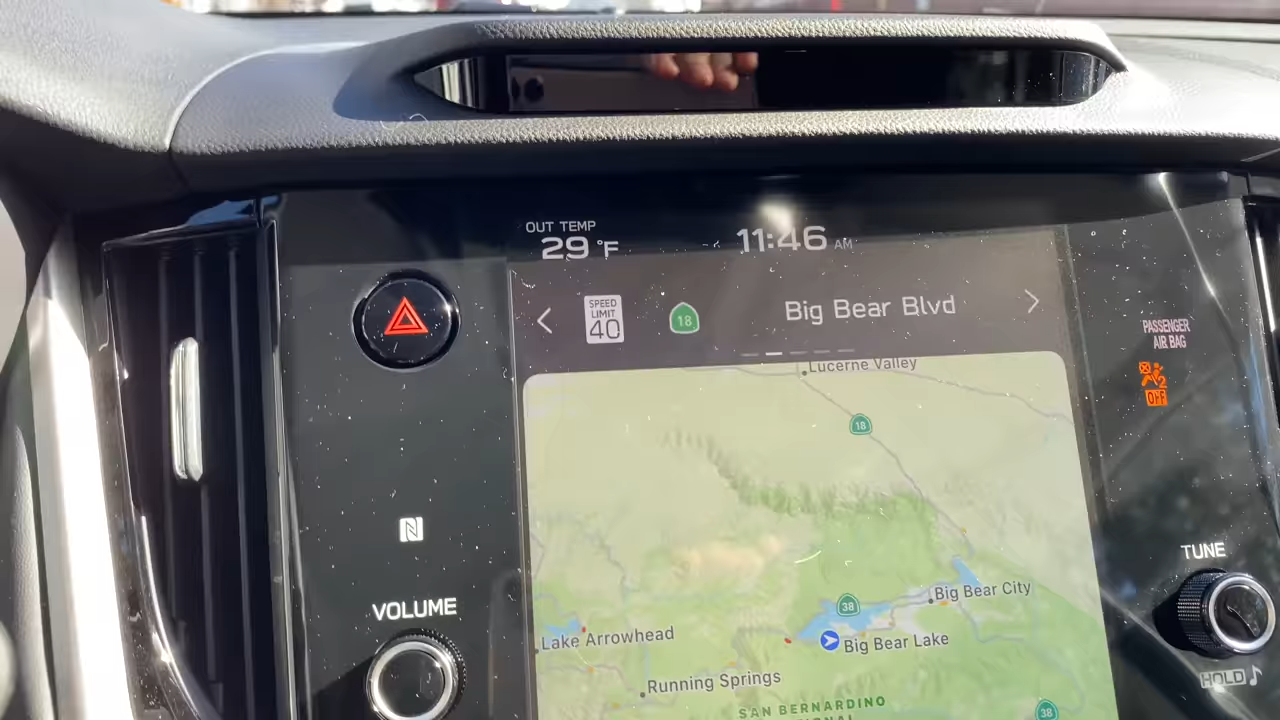 OUT TEMP
29 °F
11:46 AM
SPEED
LIMIT
40
18
Big Bear Blvd
PASSENGER
AIR BAG
2
OFF
Lucerne Valley
18
N
VOLUME
TUNE
38
Big Bear City
Lake Arrowhead
Big Bear Lake
Running Springs
HOLD
SAN BERNARDINO
38